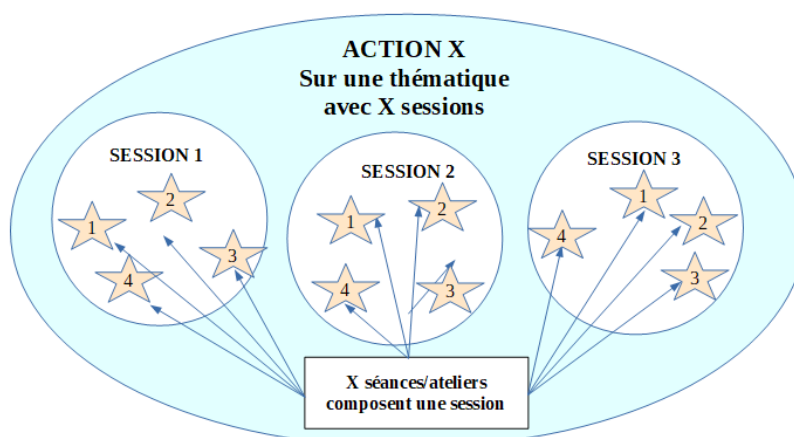 ACTION X
Sur une thématique
avec X sessions
SESSION 1
1
2
3
4
SESSION 2
1
2
3
4
SESSION 3
1
2
3
4
X séances/ateliers
composent une session